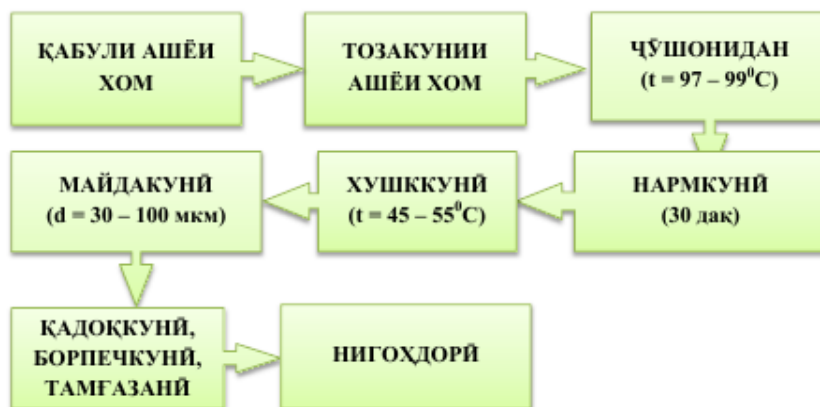 ҚАБУЛИ АШЁИ
ХОМ
ТОЗАКУНИИ
АШЁИ ХОМ
ҶӮШОНИДАН
(t = 97 – 99⁰C)
НАРМКУНӢ
(30 дақ)
ХУШККУНӢ
(t = 45 – 55⁰C)
МАЙДАКУНӢ
(d = 30 – 100 мкм)
ҚАДОҚКУНӢ,
БОРПЕЧКУНӢ,
ТАМҒАЗАНӢ
НИГОҲДОРӢ